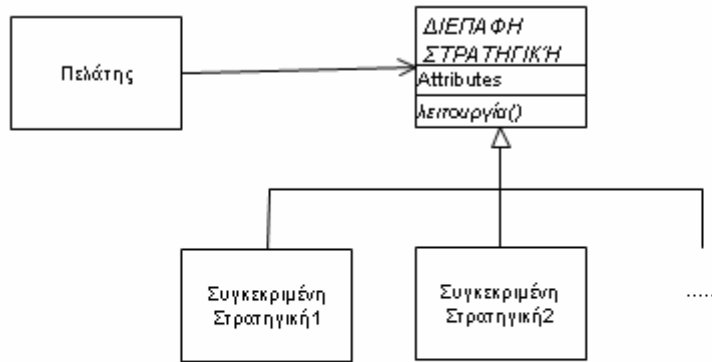 ΔΙΕΠΑΦΗ
ΣΤΡΑΤΗΓΙΚΉ
Πελάτης
Attributes
λειτουργία()
Συγκεκριμένη
Στρατηγική1
Συγκεκριμένη
Στρατηγική2
.....